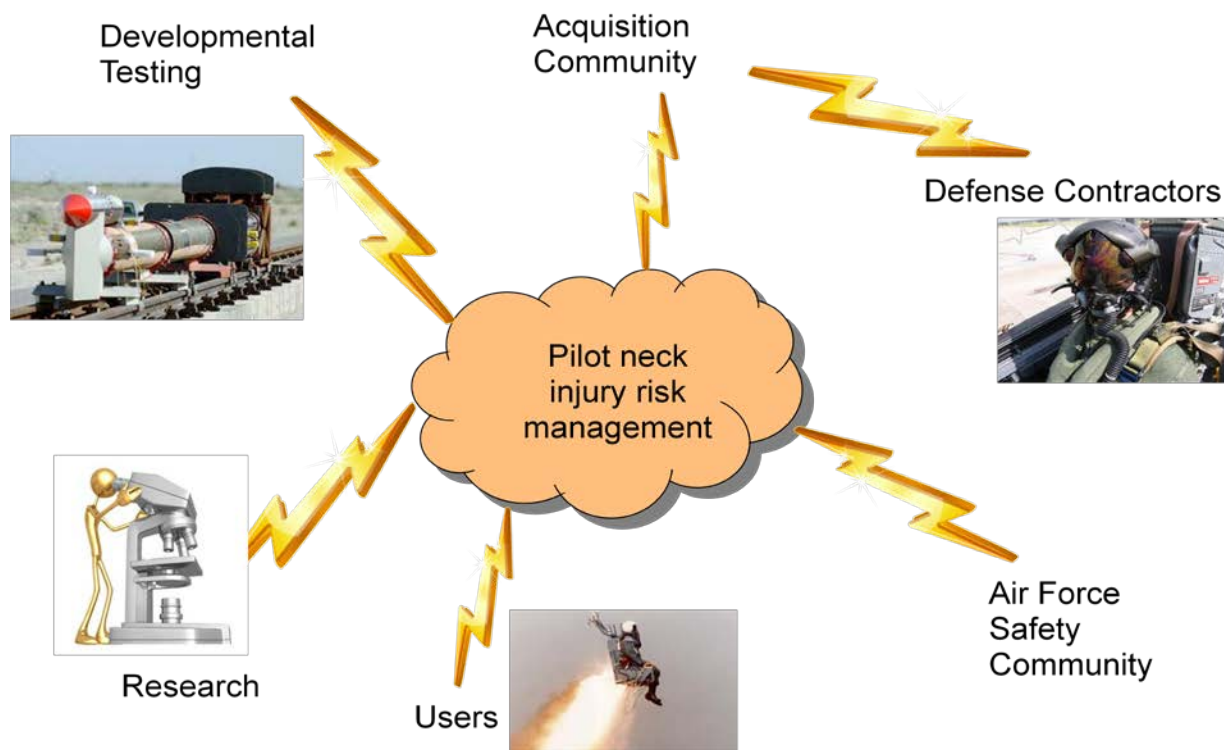 Developmental
Testing
Acquisition
Community
Defense Contractors
Pilot neck
injury risk
management
Research
Users
Air Force
Safety
Community